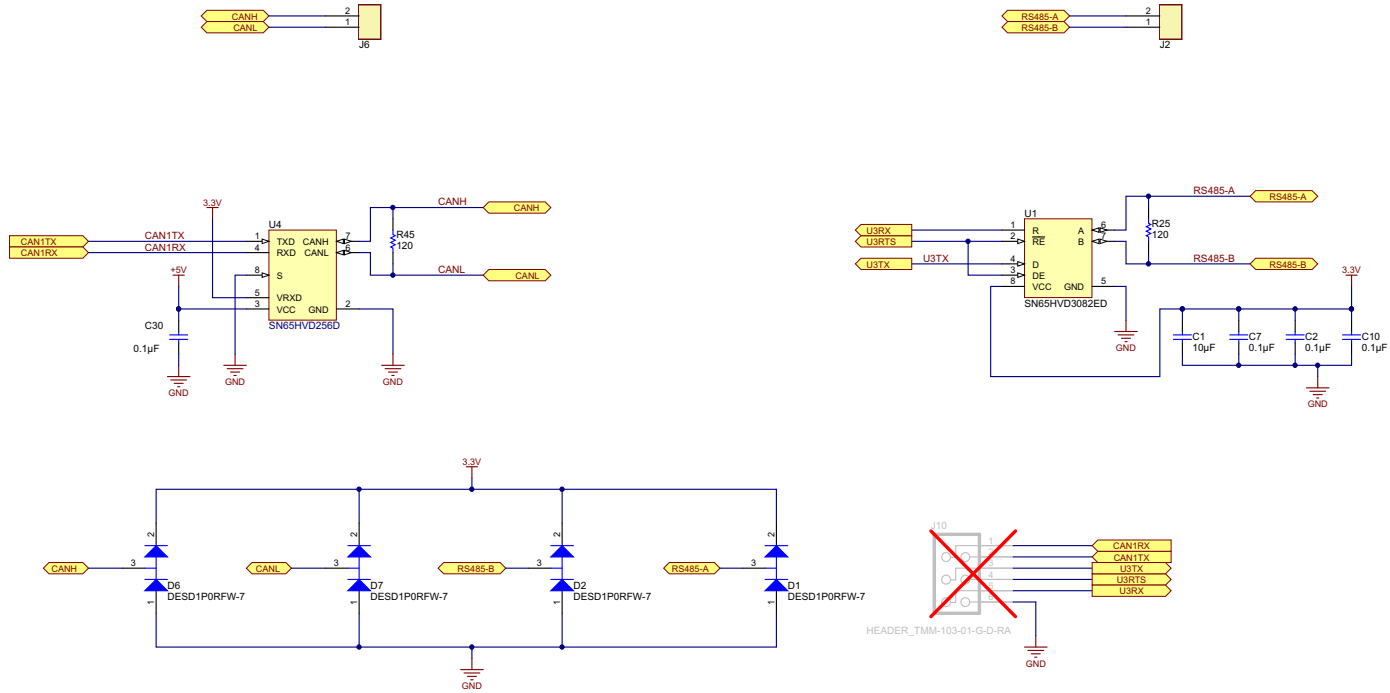 CANH 2
CANL 1
J6
RS485-A 2
RS485-B 1
J2
3.3V
U4
CANH CANH
CAN1TX CAN1TX 1 TXD CANH 7
CAN1RX CAN1RX 4 RXD CANL 6
R45
120
+5V
8 S
CANL CANL
5 VRXD
3 VCC GND 2
SN65HVD256D
C30
0.1µF
GND
GND
GND
RS485-A RS485-A
U1
U3RX 1 R A 6
U3RTS 2 RE B 7
R25
120
U3TX U3TX 4 D
3 DE
8 VCC GND 5
SN65HVD3082ED
RS485-B RS485-B
3.3V
GND
C1
10µF
C7
0.1µF
C2
0.1µF
C10
0.1µF
GND
3.3V
CANH 3 2 1
D6
DESD1P0RFW-7
CANL 3 2 1
D7
DESD1P0RFW-7
RS485-B 3 2 1
D2
DESD1P0RFW-7
RS485-A 3 2 1
D1
DESD1P0RFW-7
GND
J10
1 CAN1RX
CAN1TX
3 U3TX
4 U3RTS
U3RX
HEADER_TMM-103-01-G-D-RA
GND